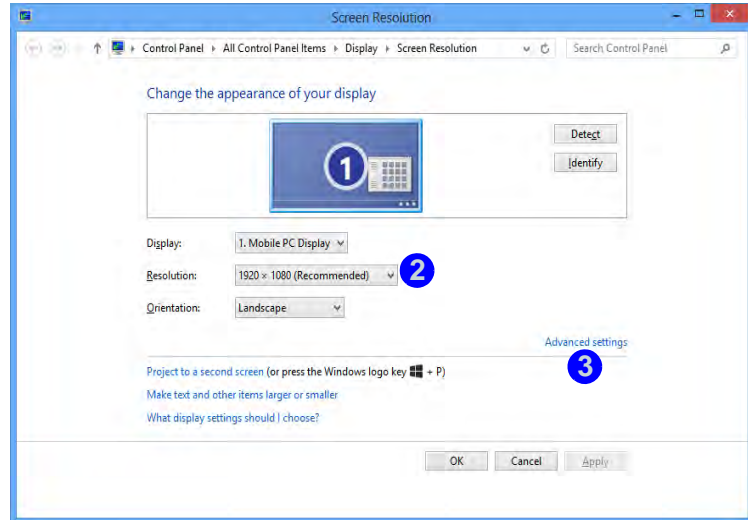 Screen Resolution
Control Panel ▸ All Control Panel Items ▸ Display ▸ Screen Resolution
Search Control Panel
Change the appearance of your display
1
Detect
Identify
Display: 1. Mobile PC Display
Resolution: 1920 × 1080 (Recommended) 2
Orientation: Landscape
Advanced settings
3
Project to a second screen (or press the Windows logo key + P)
Make text and other items larger or smaller
What display settings should I choose?
OK Cancel Apply